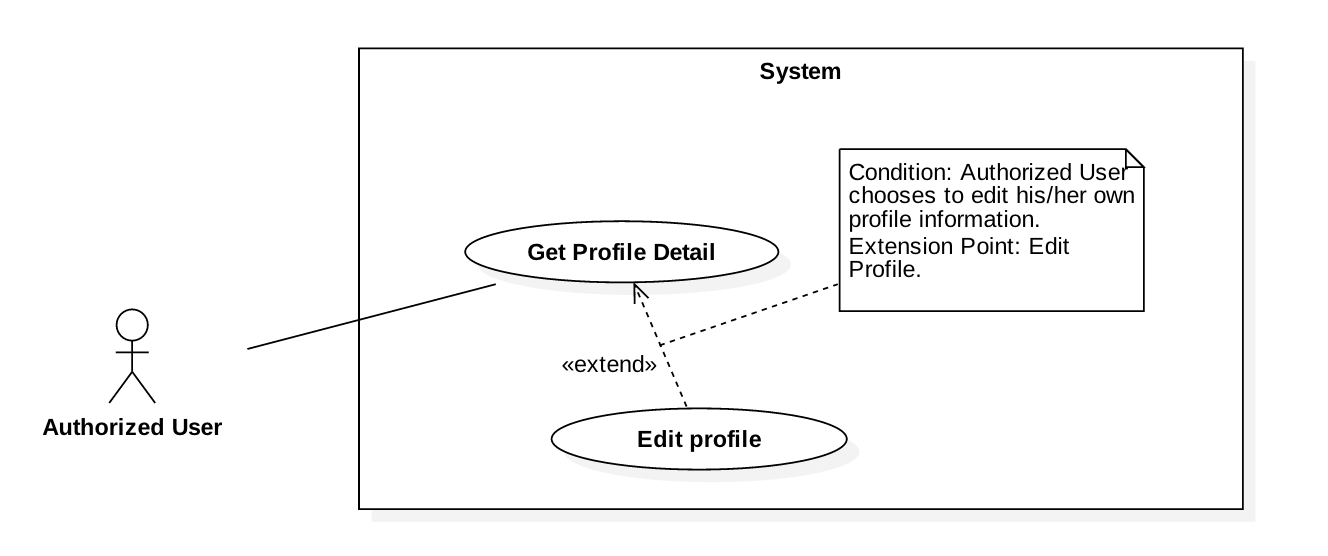 System
Condition: Authorized User
chooses to edit his/her own
profile information.
Extension Point: Edit
Profile.
Get Profile Detail
«extend»
Authorized User
Edit profile